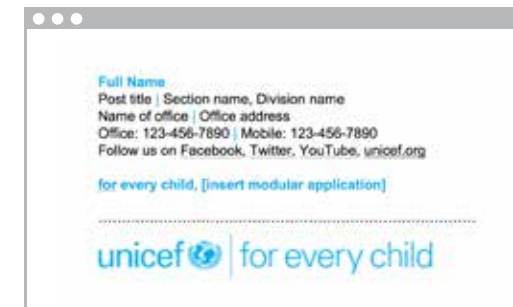 Full Name
Post title | Section name, Division name
Name of office | Office address
Office: 123-456-7890 | Mobile: 123-456-7890
Follow us on Facebook, Twitter, YouTube, unicef.org
for every child, [insert modular application]
unicef | for every child